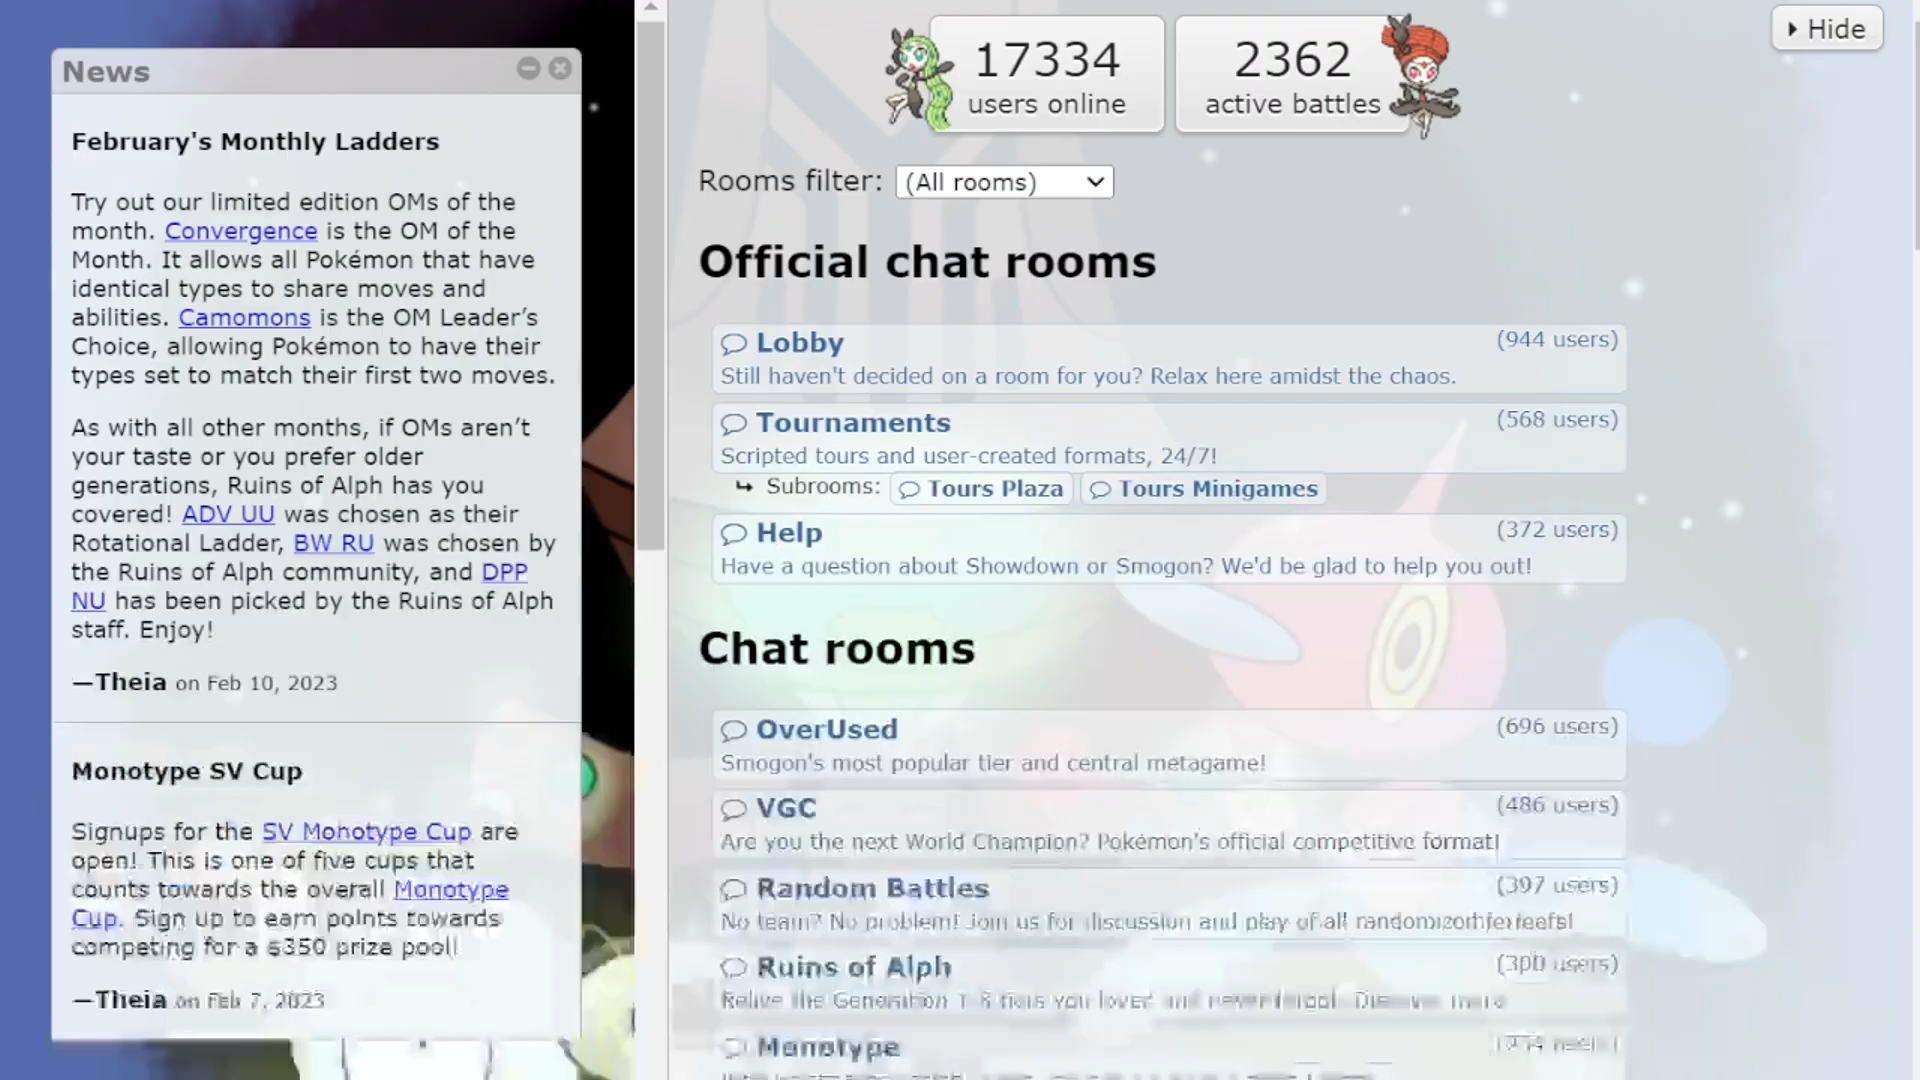 News
February's Monthly Ladders
Try out our limited edition OMs of the
month. Convergence is the OM of the
Month. It allows all Pokémon that have
identical types to share moves and
abilities. Camomons is the OM Leader’s
Choice, allowing Pokémon to have their
types set to match their first two moves.
As with all other months, if OMs aren’t
your taste or you prefer older
generations, Ruins of Alph has you
covered! ADV UU was chosen as their
Rotational Ladder, BW RU was chosen by
the Ruins of Alph community, and DPP
NU has been picked by the Ruins of Alph
staff. Enjoy!
—Theia on Feb 10, 2023
Monotype SV Cup
Signups for the SV Monotype Cup are
open! This is one of five cups that
counts towards the overall Monotype
Cup. Sign up to earn points towards
competing for a $350 prize pool!
—Theia on Feb 7, 2023
17334
users online
2362
active battles
Hide
Rooms filter: (All rooms)
Official chat rooms
Lobby (944 users)
Still haven't decided on a room for you? Relax here amidst the chaos.
Tournaments (568 users)
Scripted tours and user-created formats, 24/7!
↳ Subrooms: Tours Plaza Tours Minigames
Help (372 users)
Have a question about Showdown or Smogon? We'd be glad to help you out!
Chat rooms
OverUsed (696 users)
Smogon's most popular tier and central metagame!
VGC (486 users)
Are you the next World Champion? Pokémon's official competitive format!
Random Battles (397 users)
No team? No problem! Join us for discussion and play of all
Ruins of Alph (300 users)
Relive the Generation 1-8 tiers you loved and never forgot. Discover more
Monotype